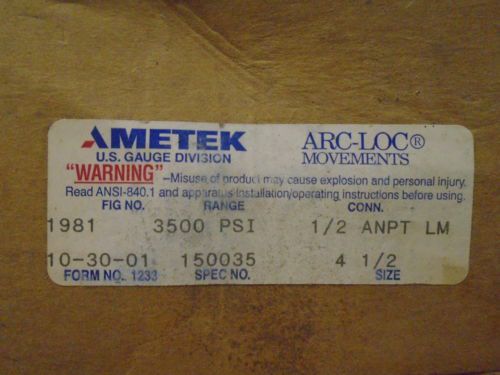 AMETEK ARC-LOC®
U.S. GAUGE DIVISION MOVEMENTS
"WARNING" –Misuse of product may cause explosion and personal injury.
Read ANSI-840.1 and apparatus installation/operating instructions before using.
FIG NO. RANGE CONN.
1981 3500 PSI 1/2 ANPT LM
10-30-01 150035 4 1/2
FORM NO. 1233 SPEC NO. SIZE